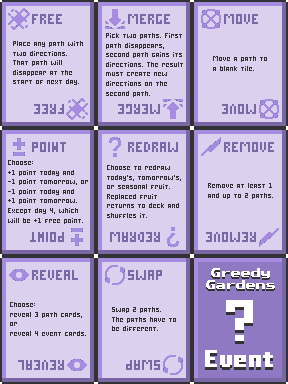 FREE
Place any path with
two directions.
That path will
disappear at the
start of next day.
FREE
MERGE
Pick two paths. First
path disappears,
second path gains its
directions. The result
must create new
directions on the
second path.
MERGE
MOVE
Move a path to
a blank tile.
MOVE
POINT
Choose:
+1 point today and
-1 point tomorrow, or
-1 point today and
+1 point tomorrow.
Except day 4, which
will be +1 free point.
POINT
REDRAW
Choose to redraw
today's, tomorrow's,
or seasonal fruit.
Replaced fruit
returns to deck and
shuffles it.
REDRAW
REMOVE
Remove at least 1
and up to 2 paths.
REMOVE
REVEAL
Choose:
reveal 3 path cards,
or
reveal 4 event cards.
REVEAL
SWAP
Swap 2 paths.
The paths have to
be different.
SWAP
Greedy
Gardens
?
Event